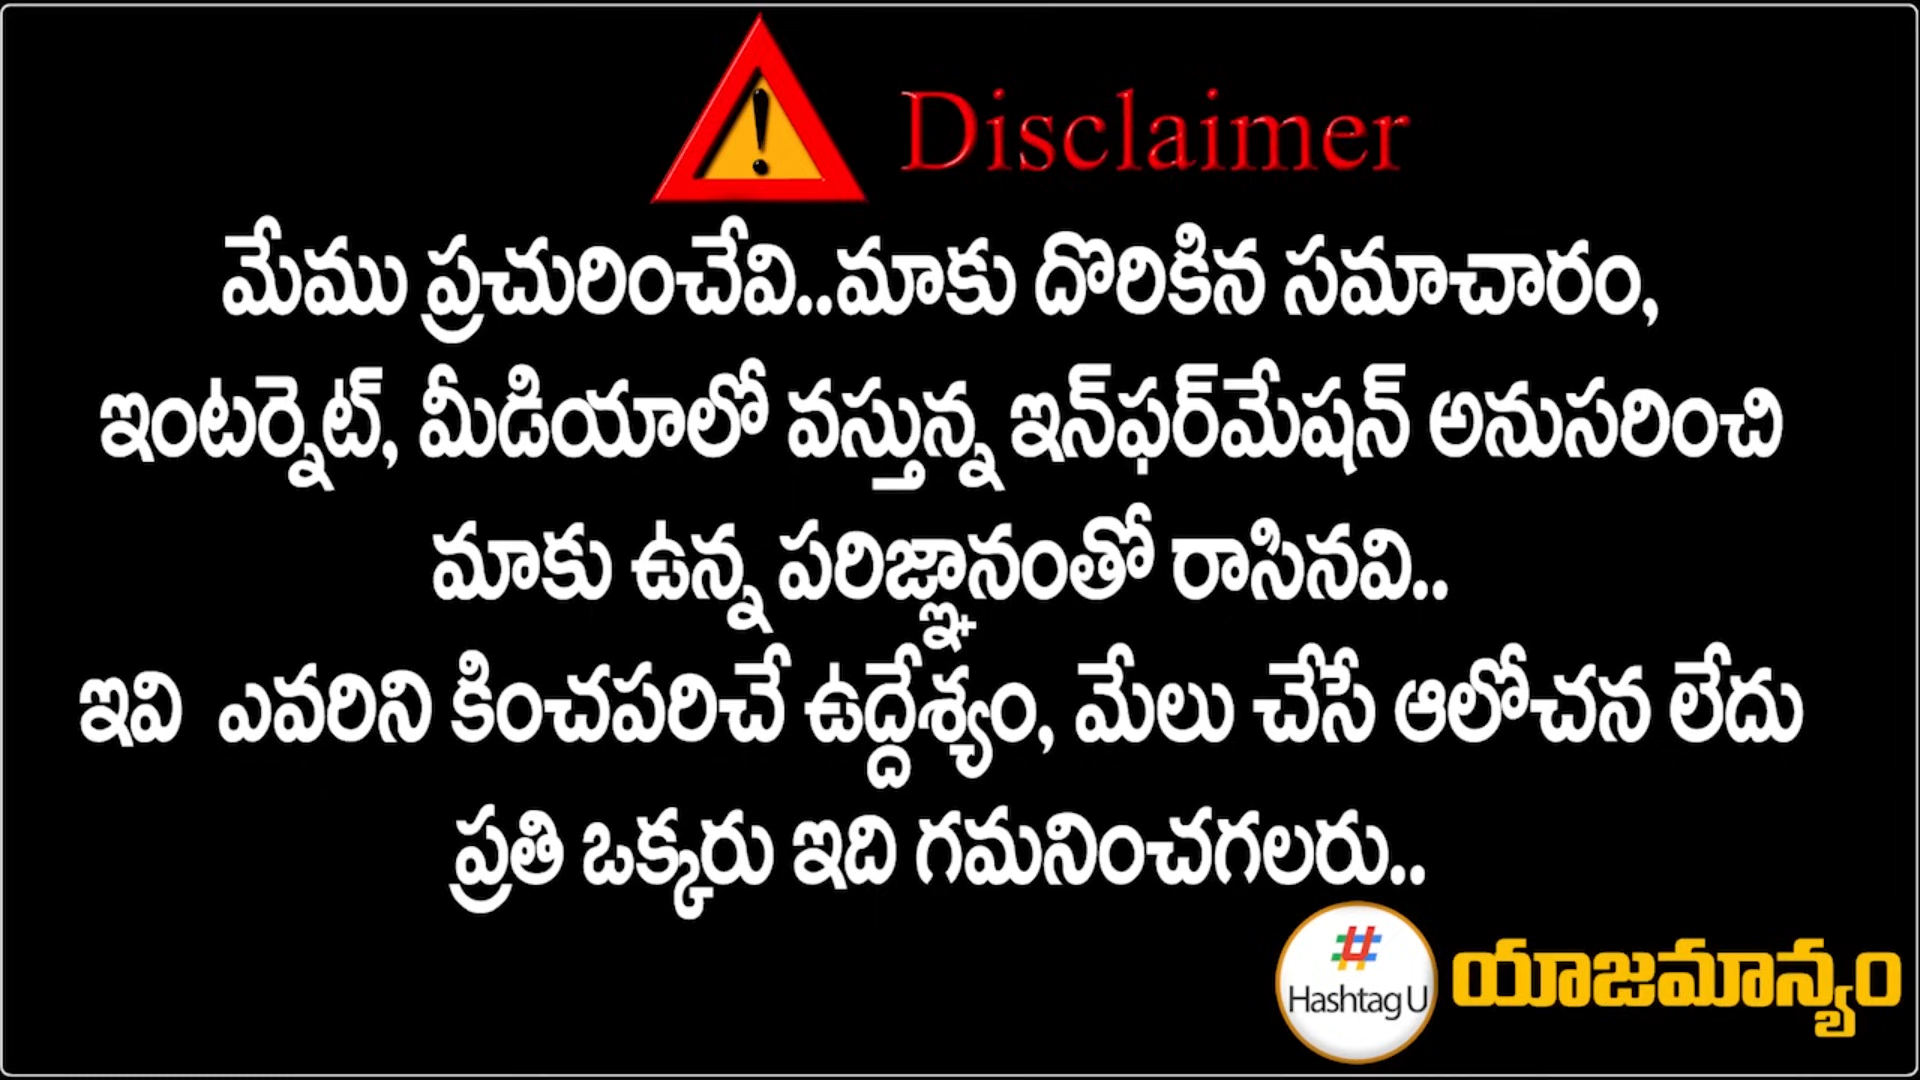 Disclaimer
మేము ప్రచురించేవి..మాకు దొరికిన సమాచారం,
ఇంటర్నెట్, మీడియాలో వస్తున్న ఇన్‌ఫర్‌మేషన్ అనుసరించి
మాకు ఉన్న పరిజ్ఞానంతో రాసినవి..
ఇవి ఎవరిని కించపరిచే ఉద్దేశ్యం, మేలు చేసే ఆలోచన లేదు
ప్రతి ఒక్కరు ఇది గమనించగలరు..
#
Hashtag U
యాజమాన్యం